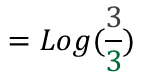 = Log(3/3)